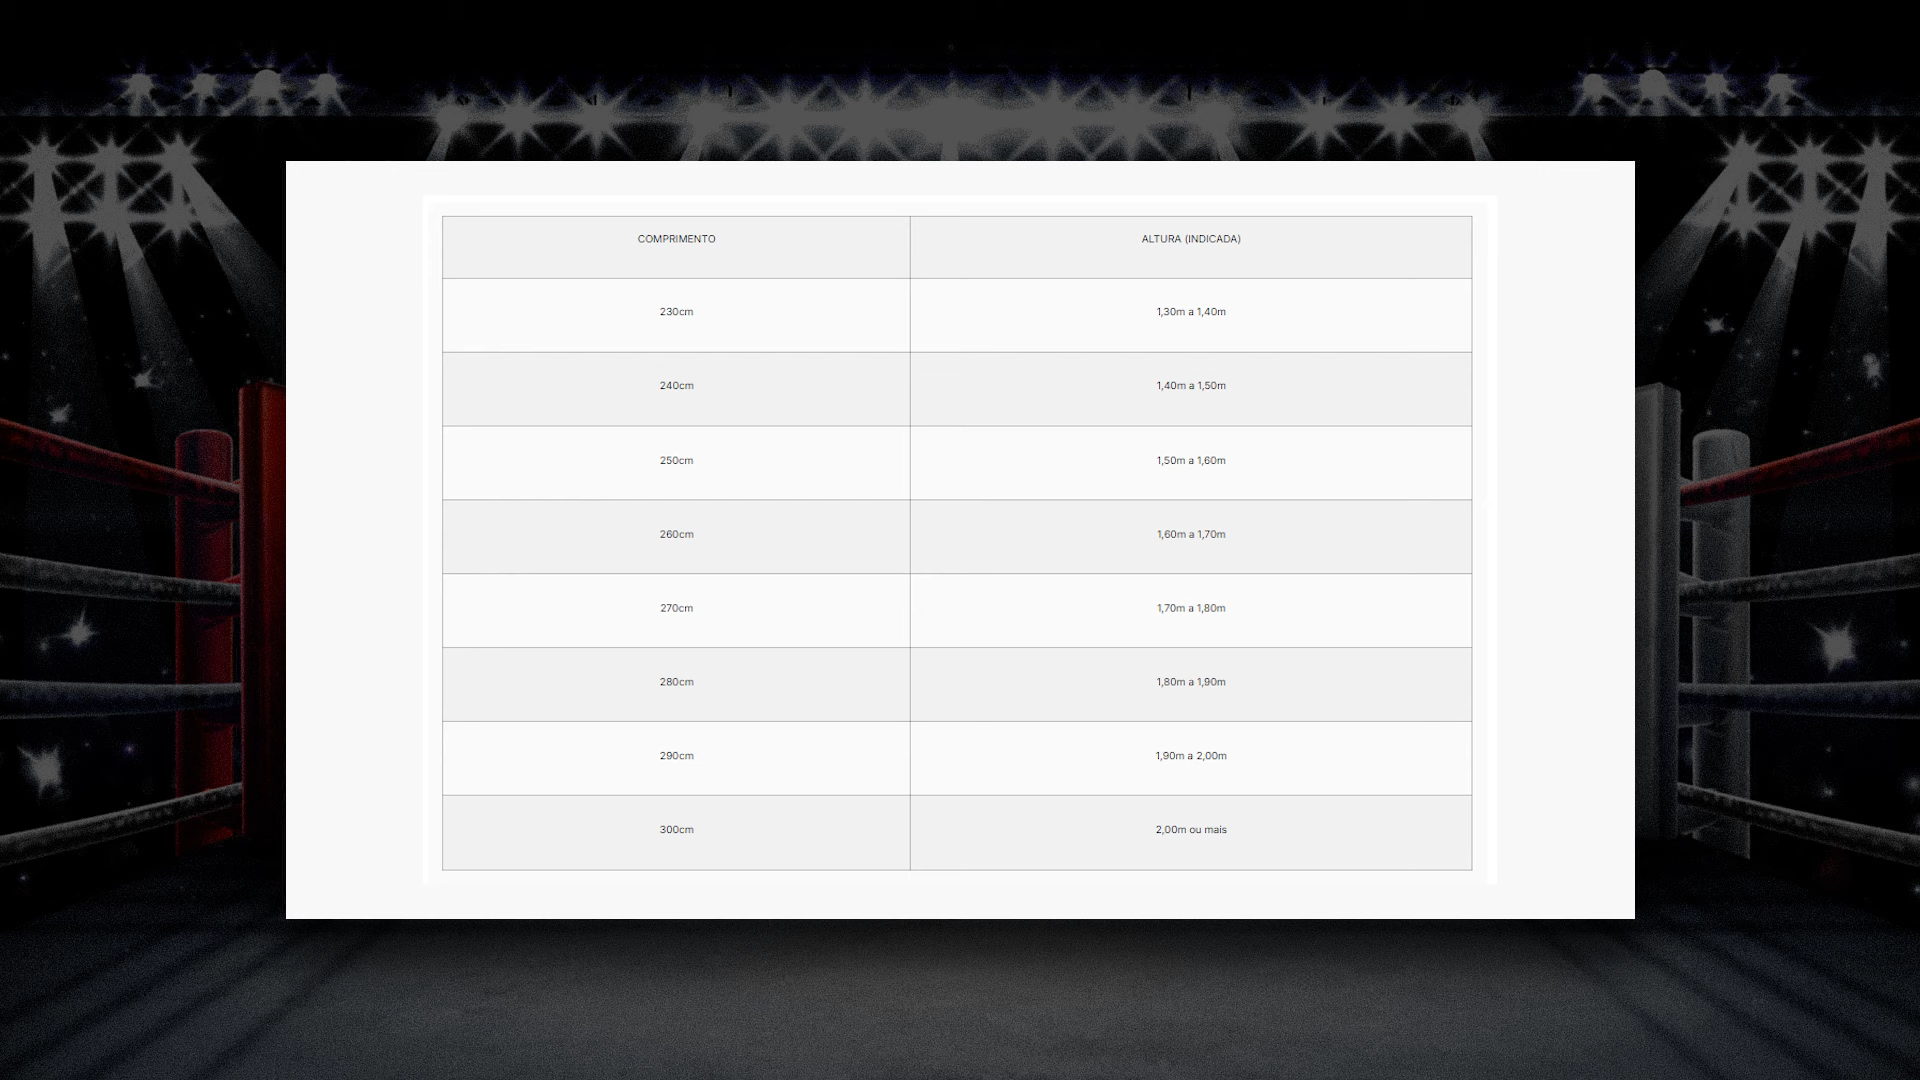 COMPRIMENTO ALTURA (INDICADA)
230cm 1,30m a 1,40m
240cm 1,40m a 1,50m
250cm 1,50m a 1,60m
260cm 1,60m a 1,70m
270cm 1,70m a 1,80m
280cm 1,80m a 1,90m
290cm 1,90m a 2,00m
300cm 2,00m ou mais